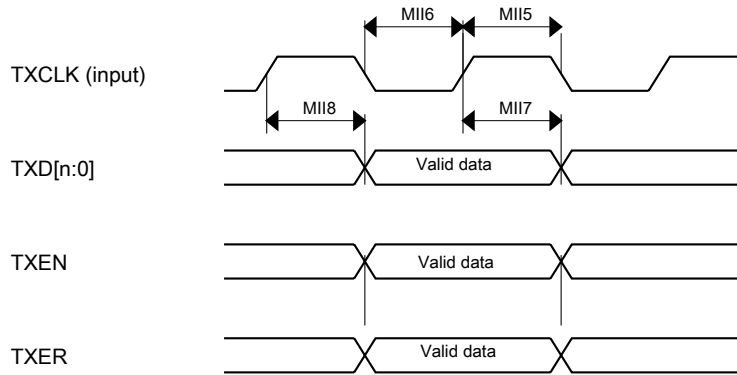 MII6 MII5
TXCLK (input)
MII8 MII7
TXD[n:0] Valid data
TXEN Valid data
TXER Valid data